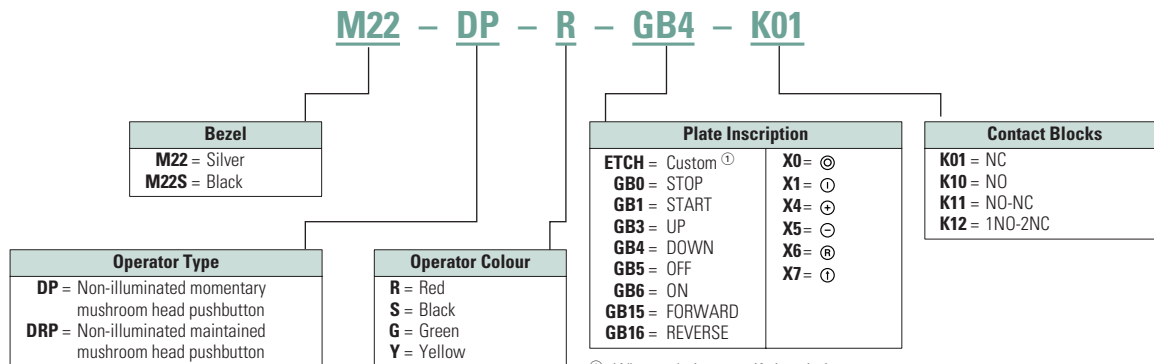 M22 – DP – R – GB4 – K01
Bezel
M22 = Silver
M22S = Black
Plate Inscription
ETCH = Custom ①
GB0 = STOP
GB1 = START
GB3 = UP
GB4 = DOWN
GB5 = OFF
GB6 = ON
GB15 = FORWARD
GB16 = REVERSE
X0=
X1=
X4= ⊕
X5= ⊖
X6= ®
X7=
Contact Blocks
K01 = NC
K10 = NO
K11 = NO-NC
K12 = 1NO-2NC
Operator Type
DP = Non-illuminated momentary
mushroom head pushbutton
DRP = Non-illuminated maintained
mushroom head pushbutton
Operator Colour
R = Red
S = Black
G = Green
Y = Yellow